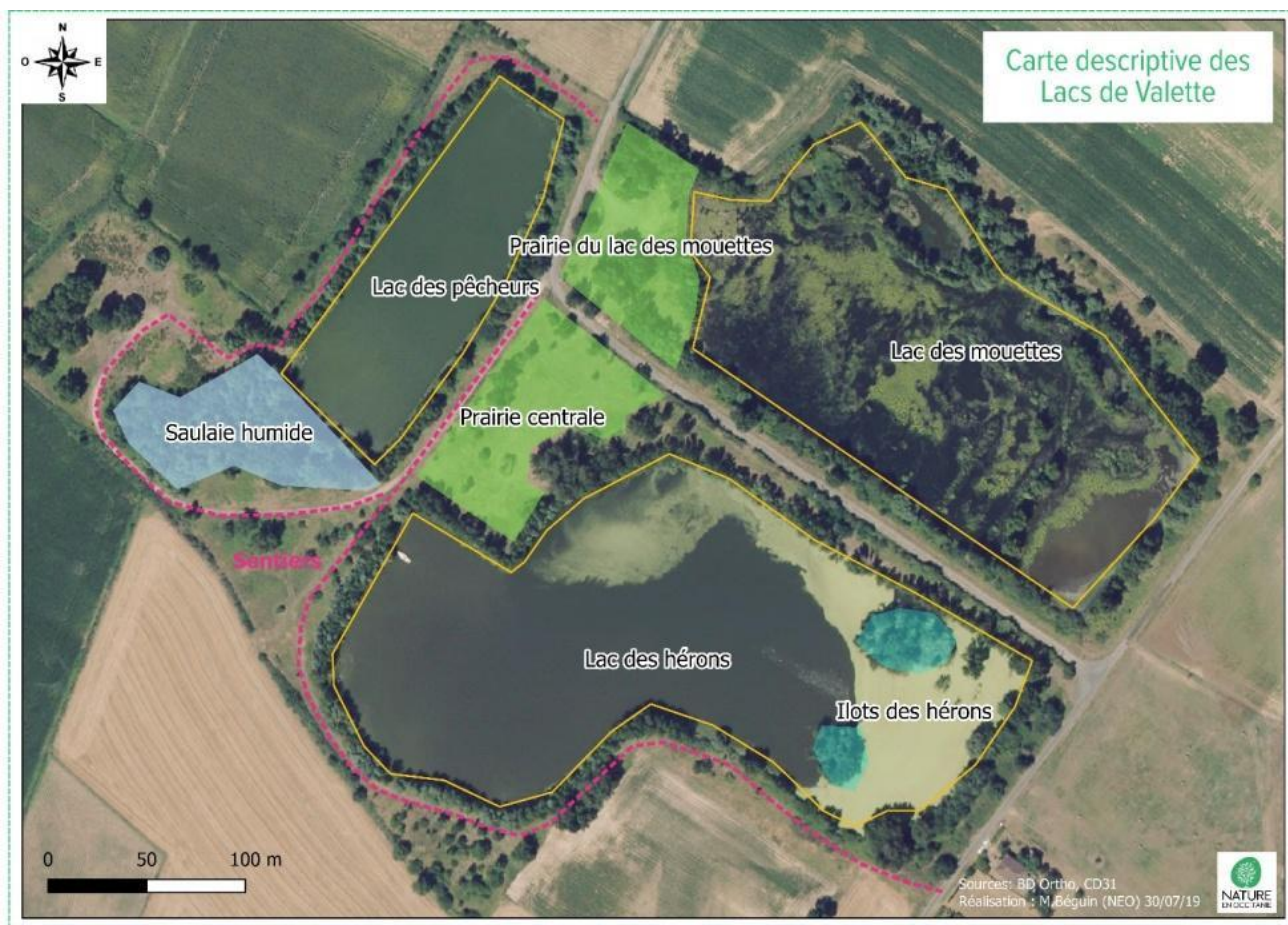 N
O
E
S
Carte descriptive des
Lacs de Valette
Prairie du lac des mouettes
Lac des pêcheurs
Lac des mouettes
Prairie centrale
Saulaie humide
Sentiers
Lac des hérons
Ilots des hérons
0 50 100 m
Sources: BD Ortho, CD31
Réalisation : M,Béguin (NEO) 30/07/19
NATURE
EN OCCITANIE